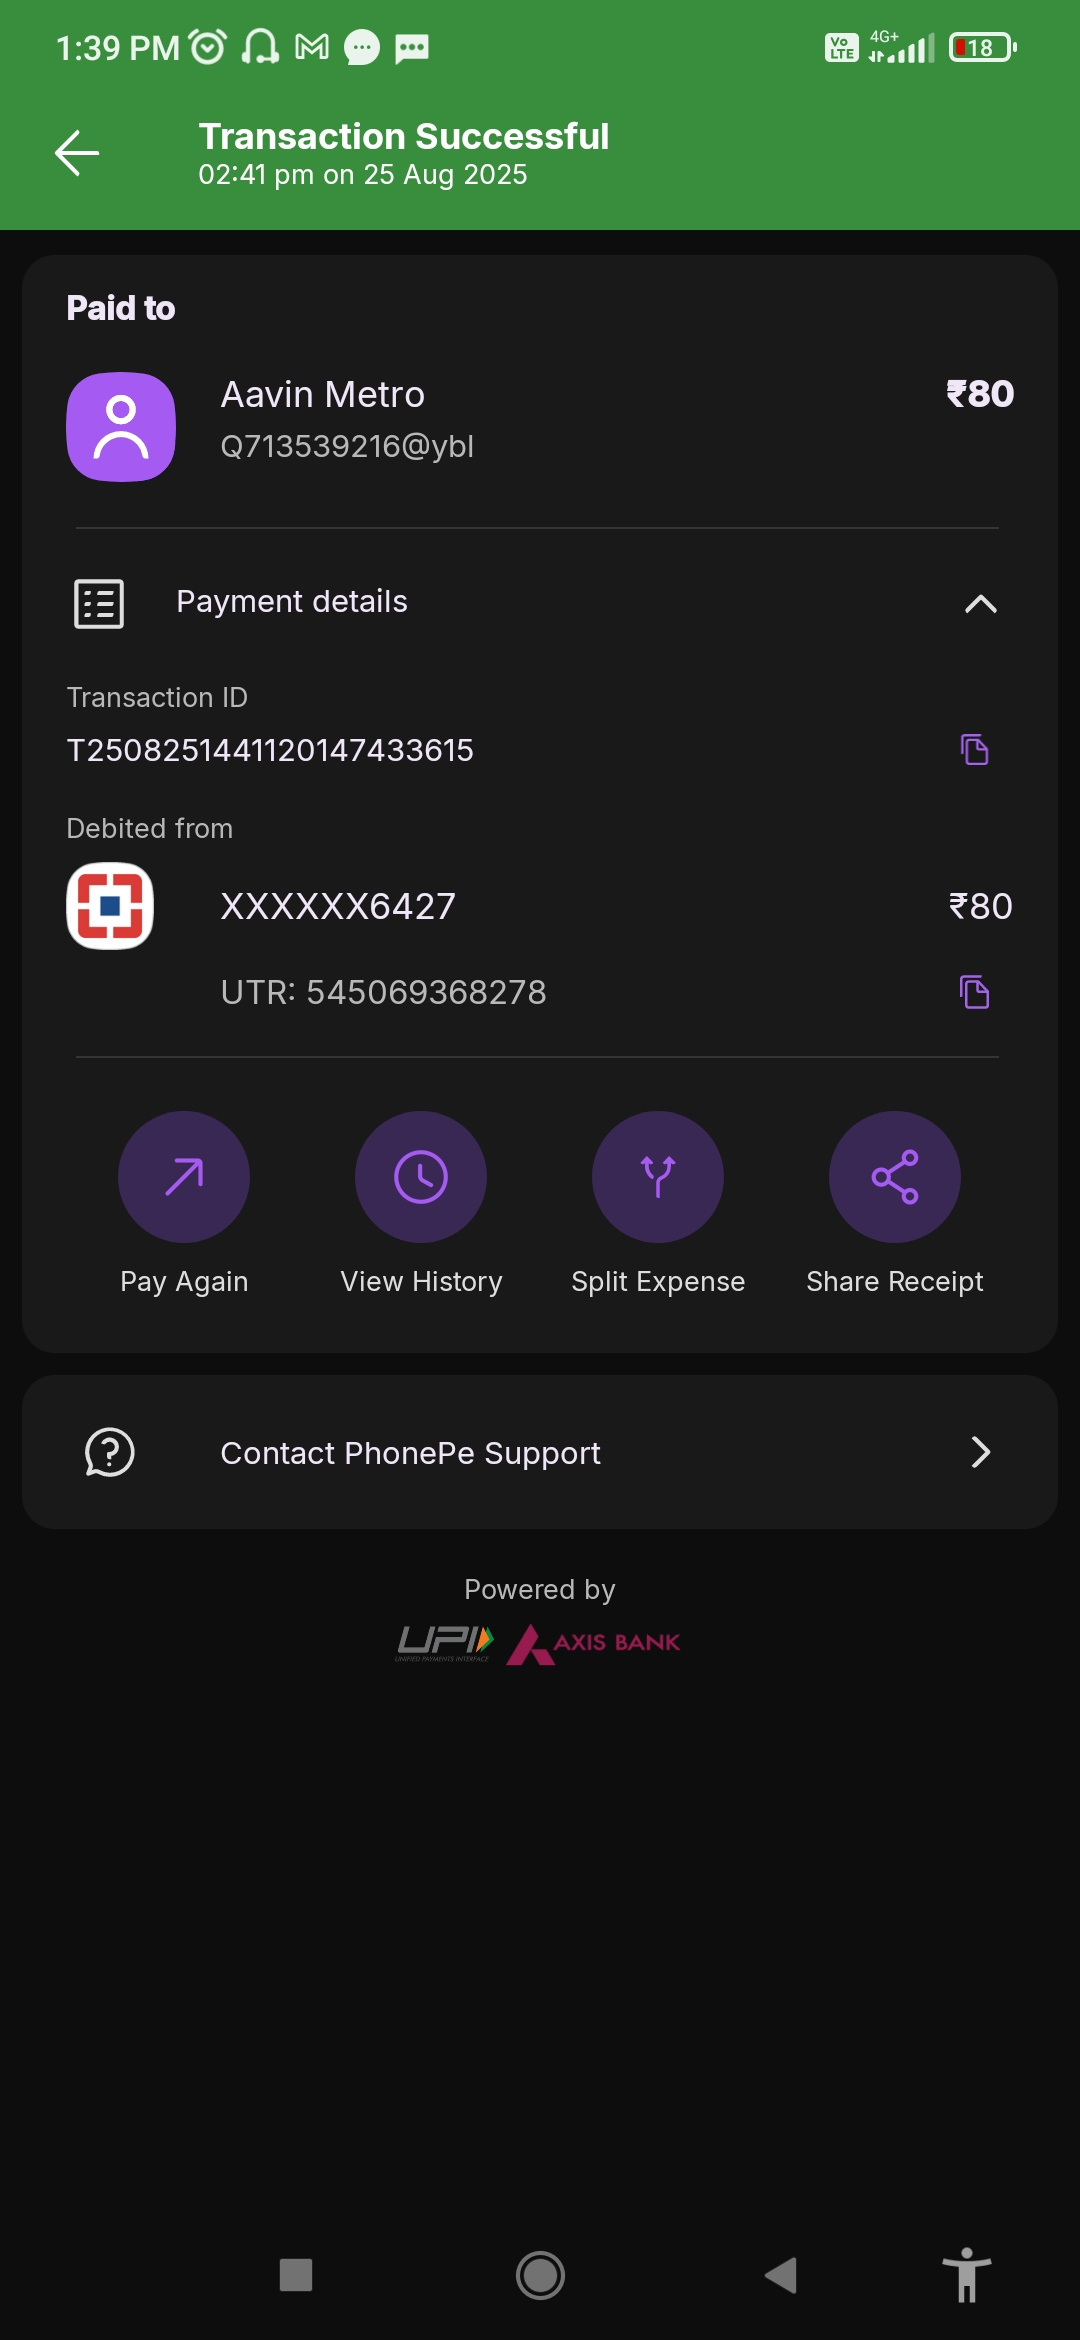 1:39 PM
Vo LTE 4G+ 18
Transaction Successful
02:41 pm on 25 Aug 2025
Paid to
Aavin Metro ₹80
Q713539216@ybl
Payment details
Transaction ID
T2508251441120147433615
Debited from
XXXXXX6427 ₹80
UTR: 545069368278
Pay Again View History Split Expense Share Receipt
Contact PhonePe Support
Powered by
UPI AXIS BANK
UNIFIED PAYMENTS INTERFACE